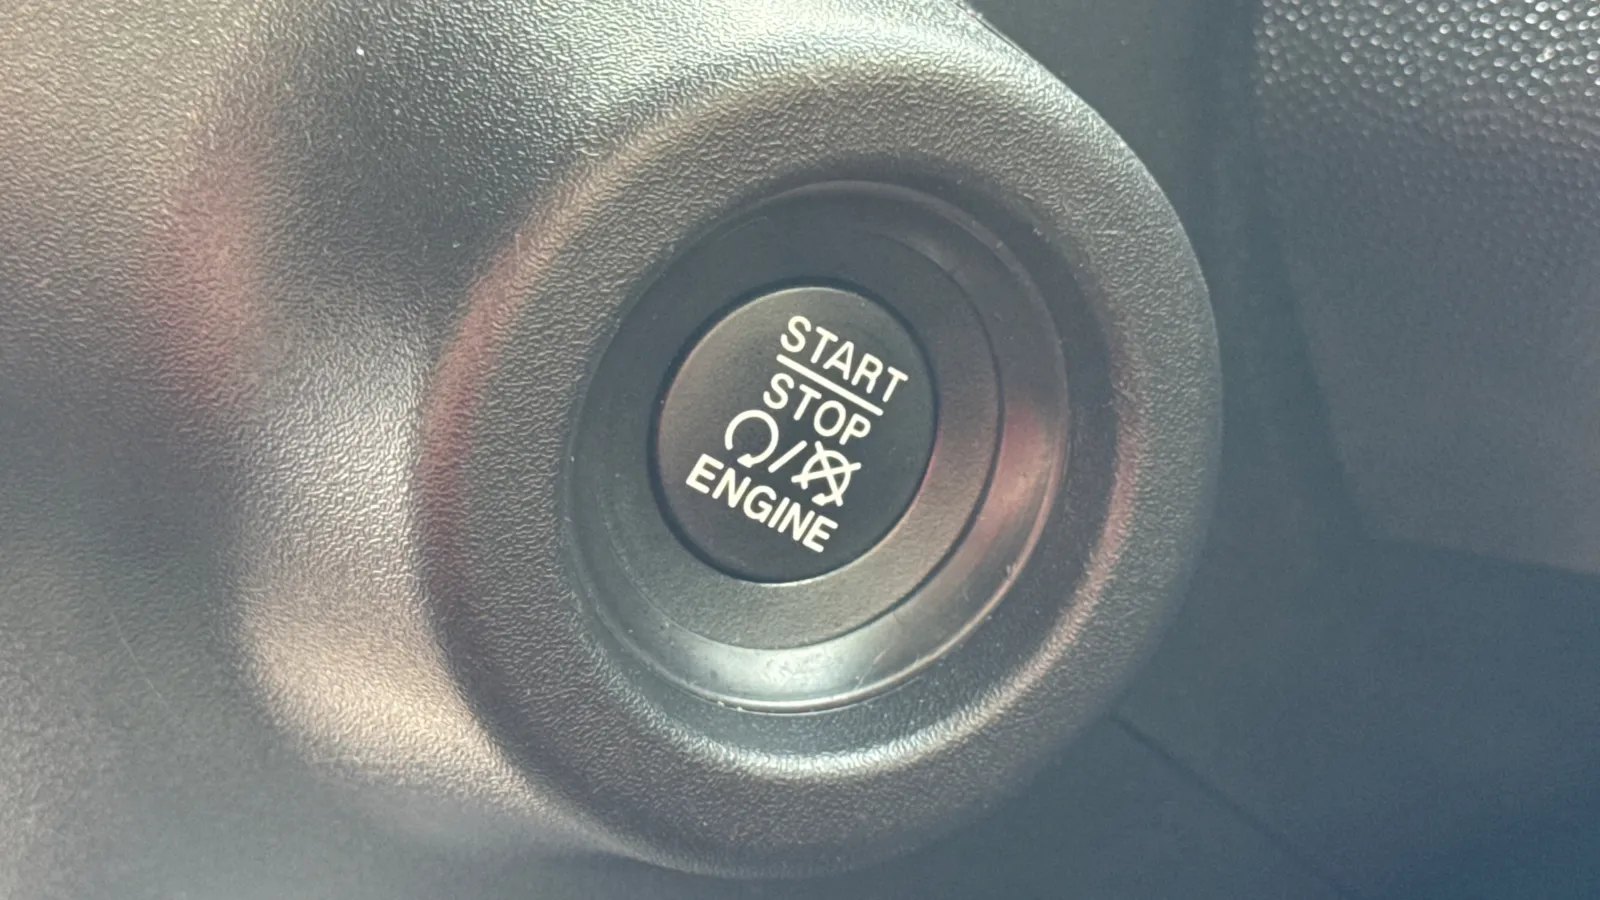 START
STOP
/
ENGINE